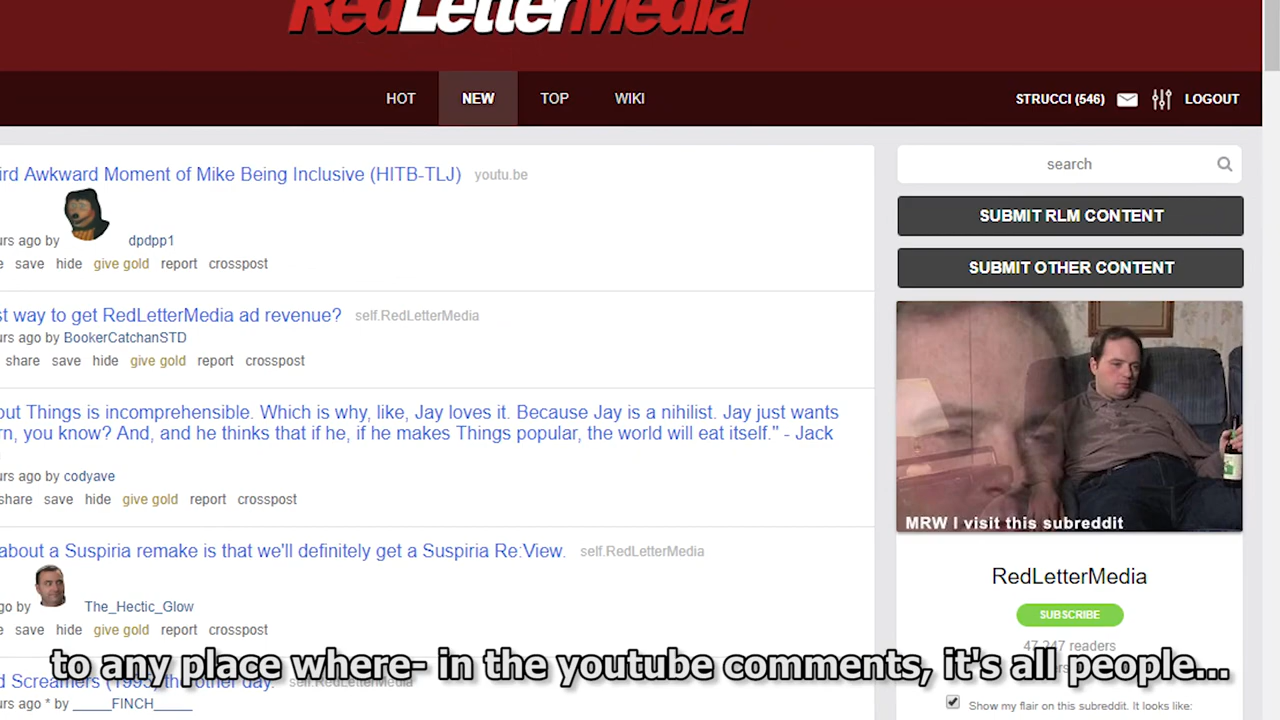 RedLetterMedia
HOT NEW TOP WIKI STRUCCI (546) LOGOUT
ird Awkward Moment of Mike Being Inclusive (HITB-TLJ) youtu.be
urs ago by dpdpp1
e save hide give gold report crosspost
st way to get RedLetterMedia ad revenue? self.RedLetterMedia
urs ago by BookerCatchanSTD
share save hide give gold report crosspost
out Things is incomprehensible. Which is why, like, Jay loves it. Because Jay is a nihilist. Jay just wants
rn, you know? And, and he thinks that if he, if he makes Things popular, the world will eat itself." - Jack
urs ago by codyave
share save hide give gold report crosspost
about a Suspiria remake is that we'll definitely get a Suspiria Re:View. self.RedLetterMedia
go by The_Hectic_Glow
e save hide give gold report crosspost
d Screamers (1995) the other day. self.RedLetterMedia
urs ago * by _____FINCH_____
search
SUBMIT RLM CONTENT
SUBMIT OTHER CONTENT
MRW I visit this subreddit
RedLetterMedia
SUBSCRIBE
47,247 readers
Show my flair on this subreddit. It looks like:
to any place where- in the youtube comments, it's all people...